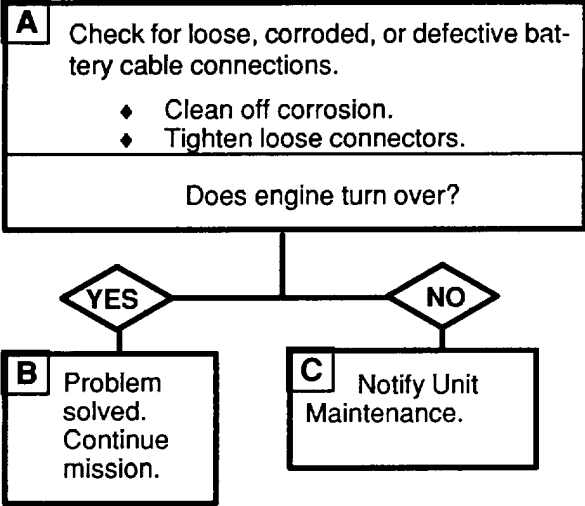 A
Check for loose, corroded, or defective bat-
tery cable connections.
♦ Clean off corrosion.
♦ Tighten loose connectors.
Does engine turn over?
YES
NO
B
Problem
solved.
Continue
mission.
C
Notify Unit
Maintenance.